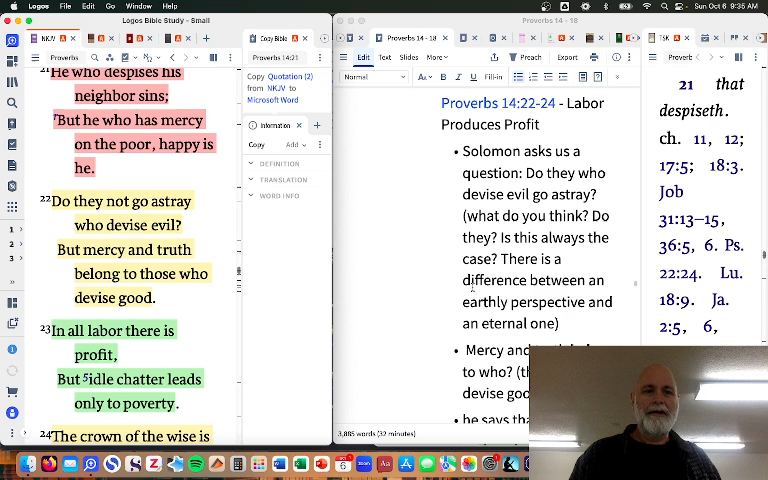 Logos File Edit Go Window Help Sun Oct 6 9:35 AM
Logos Bible Study - Small
Proverbs 14 - 18
NKJV
Copy Bible
Proverbs 14 - 18
TSK
Proverbs
Proverbs 14:21
Edit Text Slides More Preach Export
Proverb
He who despises his
neighbor sins;
But he who has mercy
on the poor, happy is
he.
22 Do they not go astray
who devise evil?
But mercy and truth
belong to those who
devise good.
23 In all labor there is
profit,
But idle chatter leads
only to poverty.
24 The crown of the wise is
Copy Quotation (2)
from NKJV to
Microsoft Word
Information
Copy Add
DEFINITION
TRANSLATION
WORD INFO
1
2
3
Normal Fill-in
Proverbs 14:22-24 - Labor
Produces Profit
• Solomon asks us a
question: Do they who
devise evil go astray?
(what do you think? Do
they? Is this always the
case? There is a
difference between an
earthly perspective and
an eternal one)
• Mercy and
to who?
devise goo
• he says tha
3,885 words (32 minutes)
21 that
despiseth.
ch. 11, 12;
17:5; 18:3.
Job
31:13–15,
36:5, 6. Ps.
22:24. Lu.
18:9. Ja.
2:5, 6,